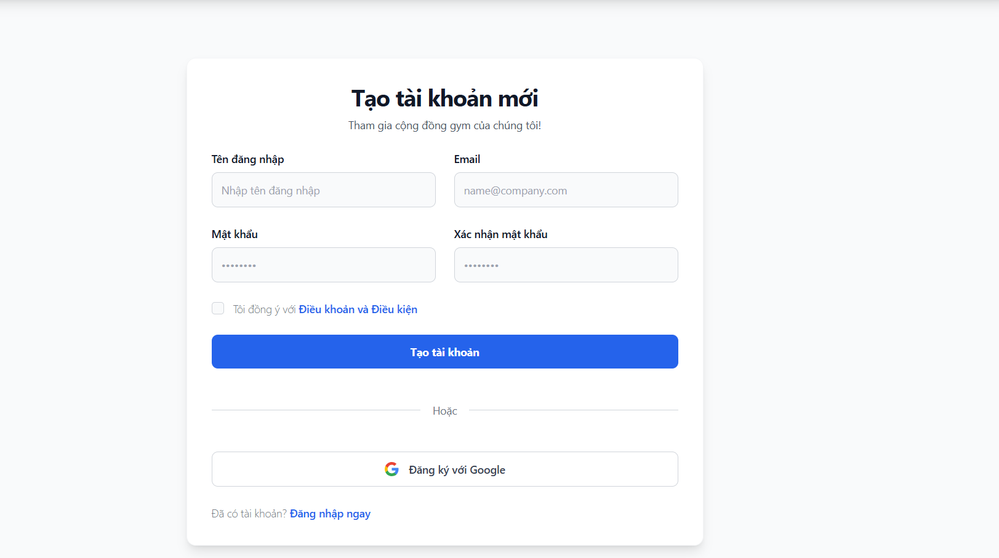 Tạo tài khoản mới
Tham gia cộng đồng gym của chúng tôi!
Tên đăng nhập
Email
Nhập tên đăng nhập
name@company.com
Mật khẩu
Xác nhận mật khẩu
••••••••
••••••••
Tôi đồng ý với Điều khoản và Điều kiện
Tạo tài khoản
Hoặc
Đăng ký với Google
Đã có tài khoản? Đăng nhập ngay